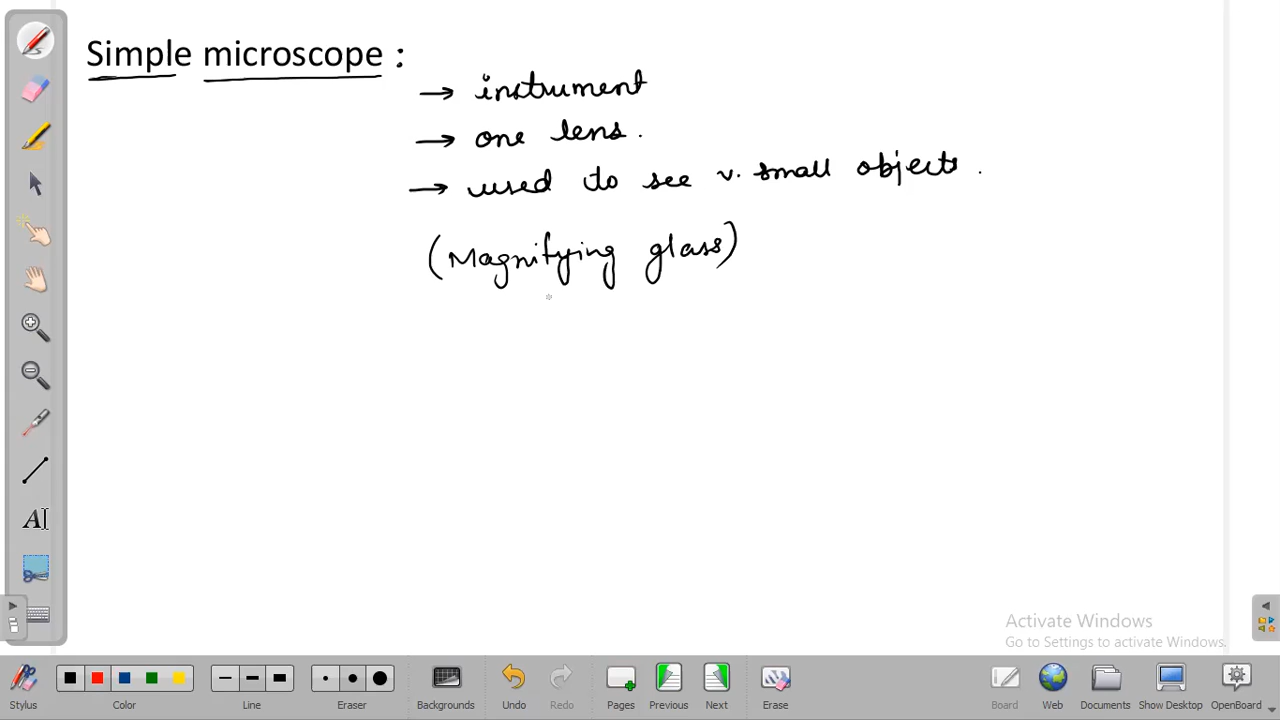 Simple microscope :
→ instrument
→ one lens.
→ used to see v. small objects.
(Magnifying glass)
AI
Activate Windows
Go to Settings to activate Windows.
Stylus
Color
Line
Eraser
Backgrounds
Undo
Redo
Pages
Previous
Next
Erase
Board
Web
Documents
Show Desktop
OpenBoard